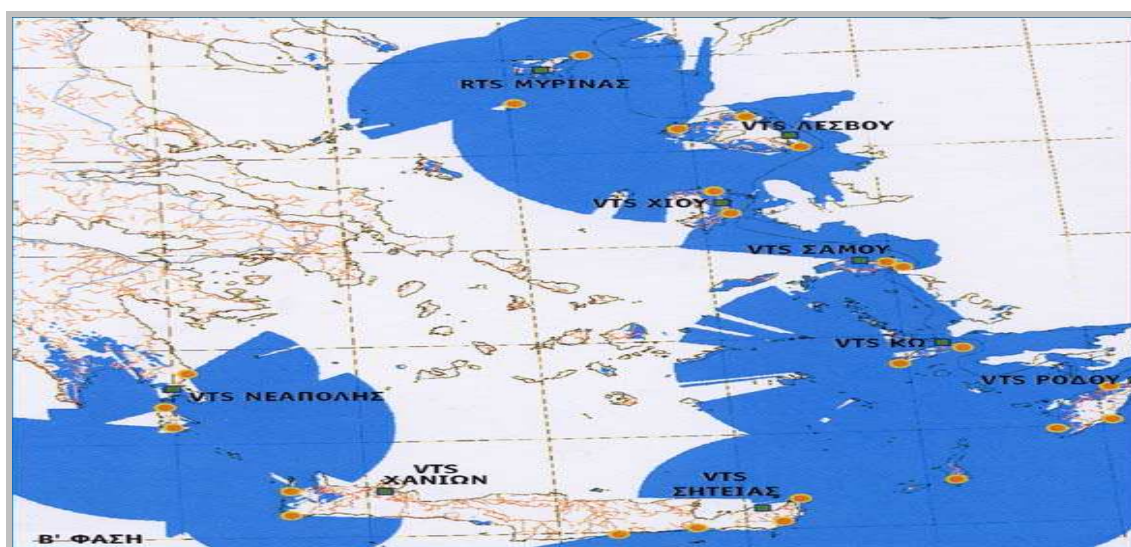 RTS ΜΥΡΙΝΑΣ
VTS ΛΕΣΒΟΥ
VTS ΧΙΟΥ
VTS ΣΑΜΟΥ
VTS ΚΩ
VTS ΡΟΔΟΥ
VTS ΝΕΑΠΟΛΗΣ
VTS
ΧΑΝΙΩΝ
VTS
ΣΗΤΕΙΑΣ
Β' ΦΑΣΗ